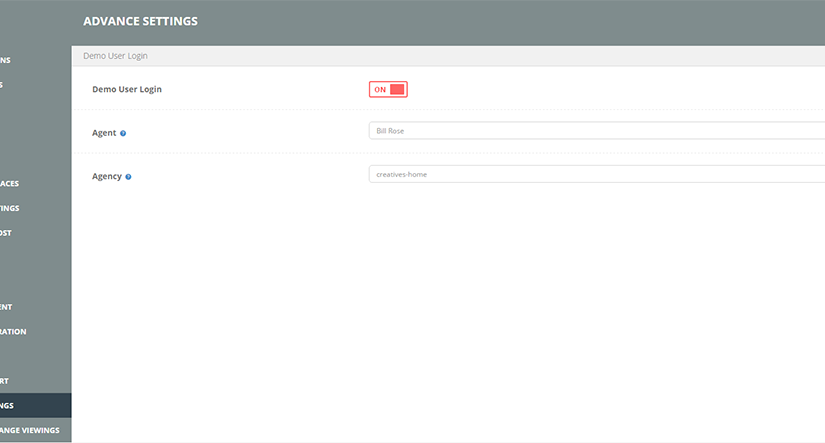 ADVANCE SETTINGS
Demo User Login
Demo User Login
ON
Agent
Bill Rose
Agency
creatives-home
NS
S
ACES
TINGS
OST
ENT
RATION
RT
NGS
ANGE VIEWINGS